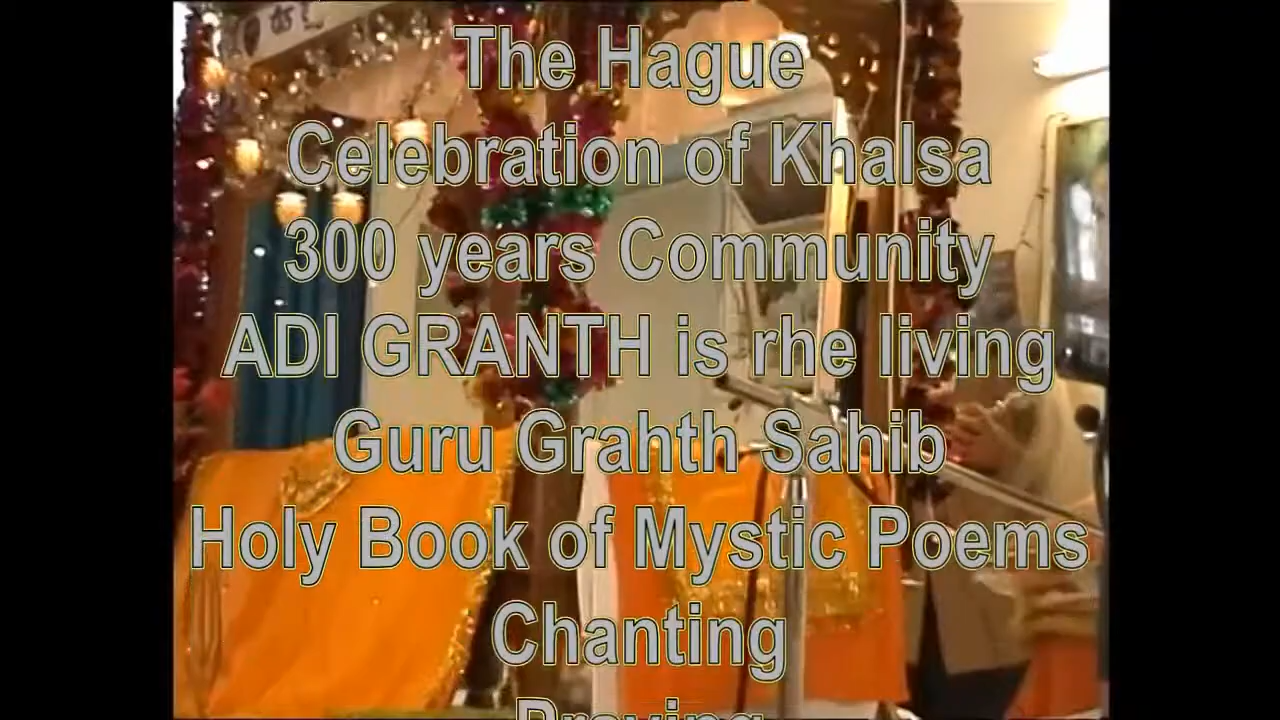 The Hague
Celebration of Khalsa
300 years Community
ADI GRANTH is rhe living
Guru Grahth Sahib
Holy Book of Mystic Poems
Chanting
Praying